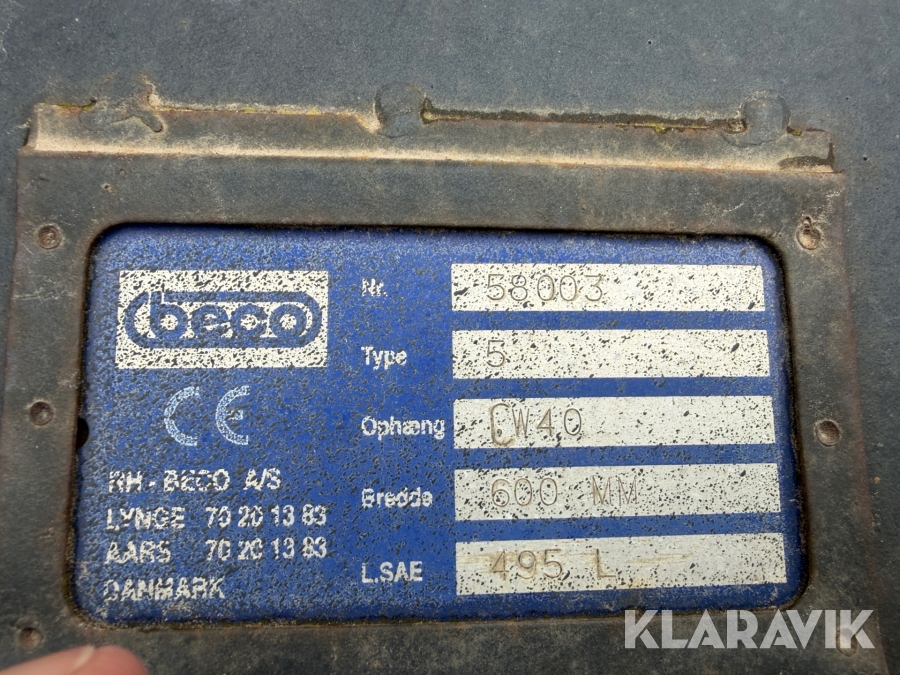 beco
CE
RH - BECO A/S
LYNGE 70 20 13 83
AARS 70 20 13 83
DANMARK
Nr. 58003
Type 5
Ophæng CW40
Bredde 600 MM
L.SAE 495 L
KLARAVIK